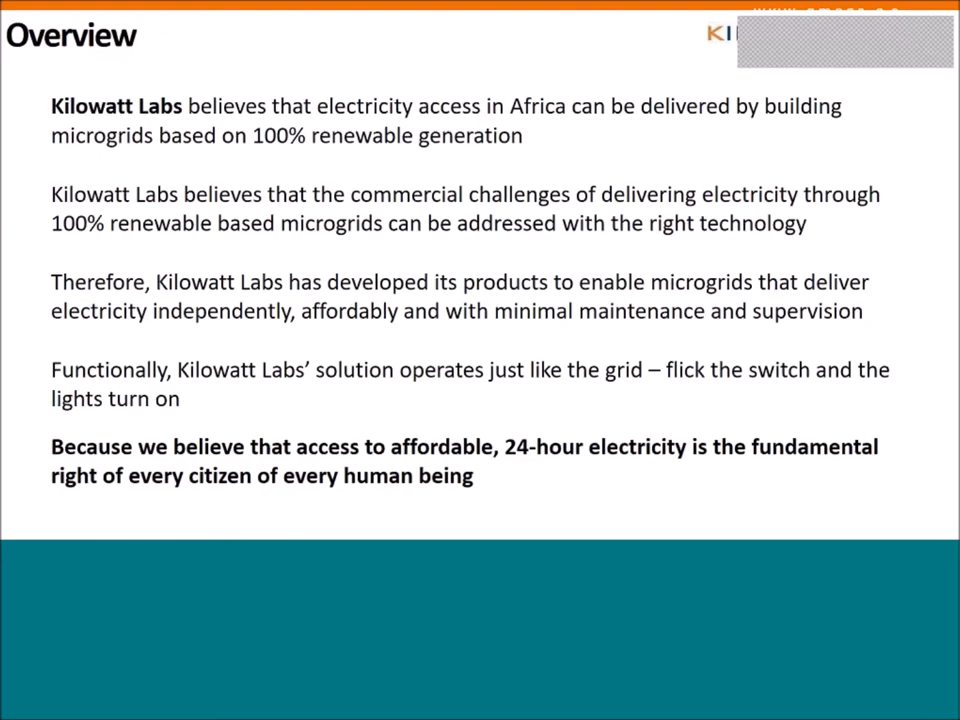 Overview
Kilowatt Labs believes that electricity access in Africa can be delivered by building
microgrids based on 100% renewable generation
Kilowatt Labs believes that the commercial challenges of delivering electricity through
100% renewable based microgrids can be addressed with the right technology
Therefore, Kilowatt Labs has developed its products to enable microgrids that deliver
electricity independently, affordably and with minimal maintenance and supervision
Functionally, Kilowatt Labs’ solution operates just like the grid – flick the switch and the
lights turn on
Because we believe that access to affordable, 24-hour electricity is the fundamental
right of every citizen of every human being